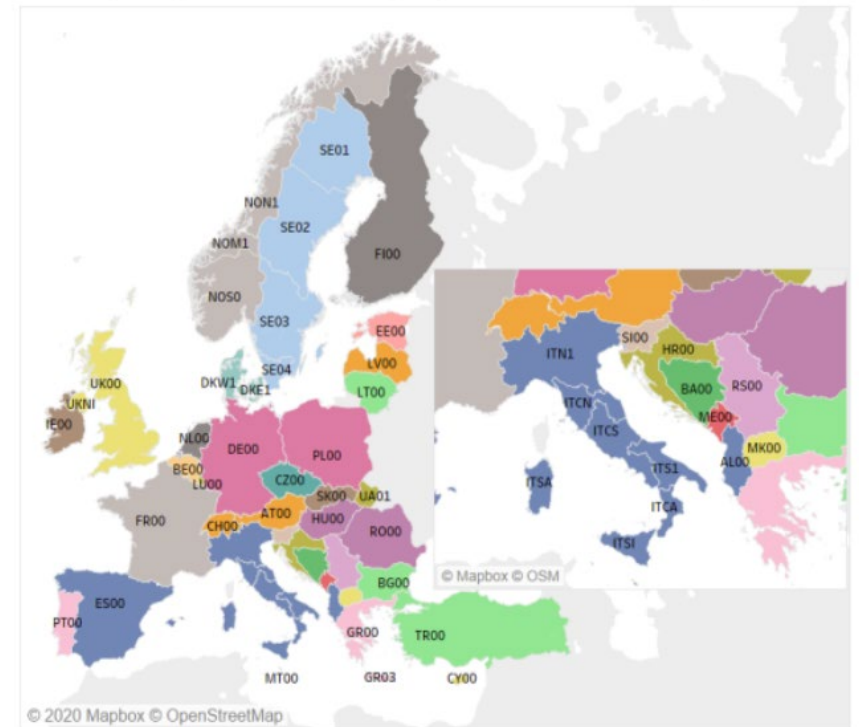 SE01
NON1
SE02
NOM1
FI00
NOS0
SE03
EE00
LV00
SE04
DKW1
DKE1
LT00
UK00
UKNI
IE00
NL00
DE00
PL00
BE00
LU00
CZ00
SK00
UA01
FR00
CH00
AT00
HU00
RO00
BG00
ES00
PT00
GR00
TR00
MT00
GR03
CY00
SI00
ITN1
HR00
BA00
RS00
ITCN
ME00
ITCS
AL00
MK00
ITS1
ITSA
ITCA
ITSI
© Mapbox © OSM
© 2020 Mapbox © OpenStreetMap